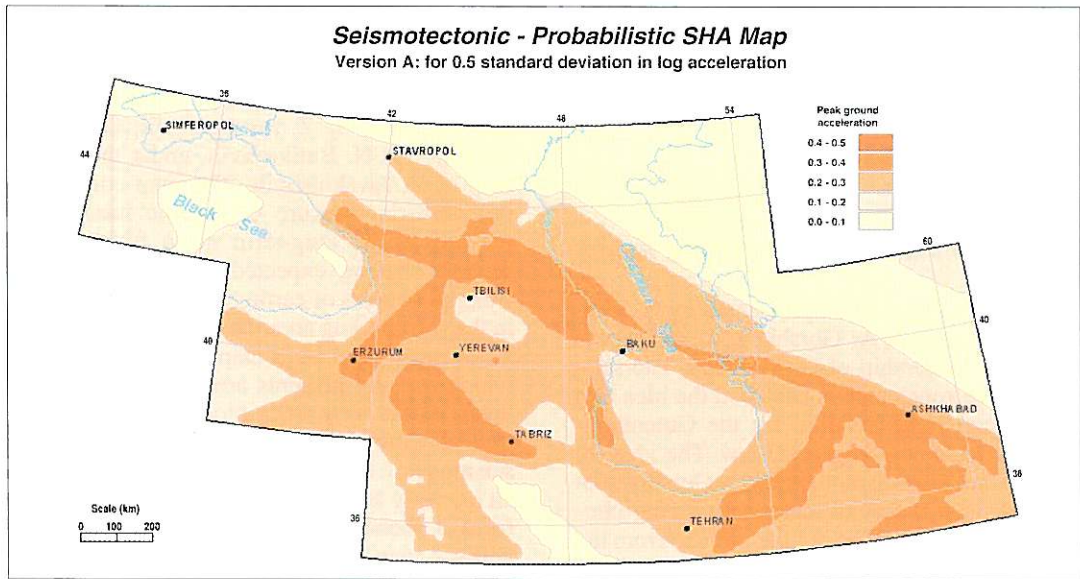 Seismotectonic - Probabilistic SHA Map
Version A: for 0.5 standard deviation in log acceleration
36
42
48
54
60
44
40
36
40
36
SIMFEROPOL
STAVROPOL
Black Sea
TBILISI
ERZURUM
YEREVAN
BAKU
TABRIZ
TEHRAN
ASHKHABAD
Peak ground
acceleration
0.4 - 0.5
0.3 - 0.4
0.2 - 0.3
0.1 - 0.2
0.0 - 0.1
Scale (km)
0 100 200